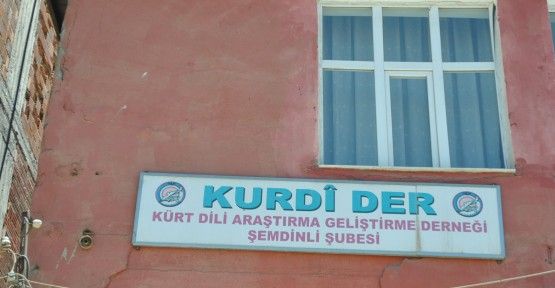 KURDÎ DER
KÜRT DİLİ ARAŞTIRMA GELİŞTİRME DERNEĞİ
ŞEMDİNLİ ŞUBESİ